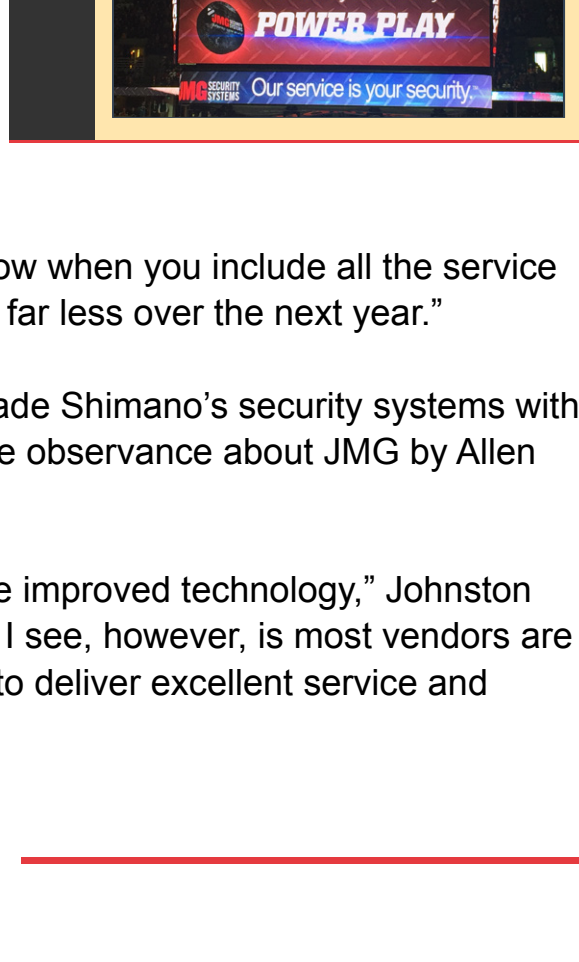 JMG
POWER PLAY
JMG SECURITY SYSTEMS Our service is your security.
ow when you include all the service
far less over the next year.”
ade Shimano’s security systems with
e observance about JMG by Allen
e improved technology,” Johnston
I see, however, is most vendors are
to deliver excellent service and